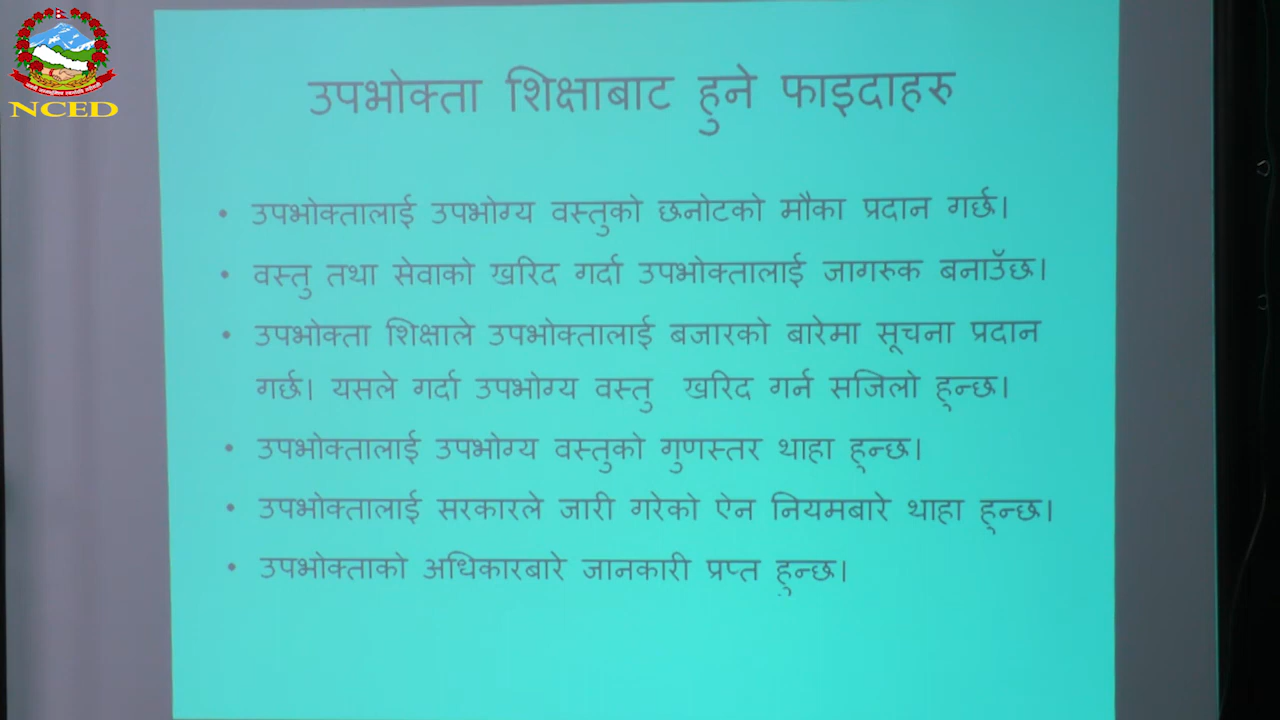 NCED
उपभोक्ता शिक्षाबाट हुने फाइदाहरु
• उपभोक्तालाई उपभोग्य वस्तुको छनोटको मौका प्रदान गर्छ।
• वस्तु तथा सेवाको खरिद गर्दा उपभोक्तालाई जागरुक बनाउँछ।
• उपभोक्ता शिक्षाले उपभोक्तालाई बजारको बारेमा सूचना प्रदान
गर्छ। यसले गर्दा उपभोग्य वस्तु खरिद गर्न सजिलो हुन्छ।
• उपभोक्तालाई उपभोग्य वस्तुको गुणस्तर थाहा हुन्छ।
• उपभोक्तालाई सरकारले जारी गरेको ऐन नियमबारे थाहा हुन्छ।
• उपभोक्ताको अधिकारबारे जानकारी प्रप्त हुन्छ।